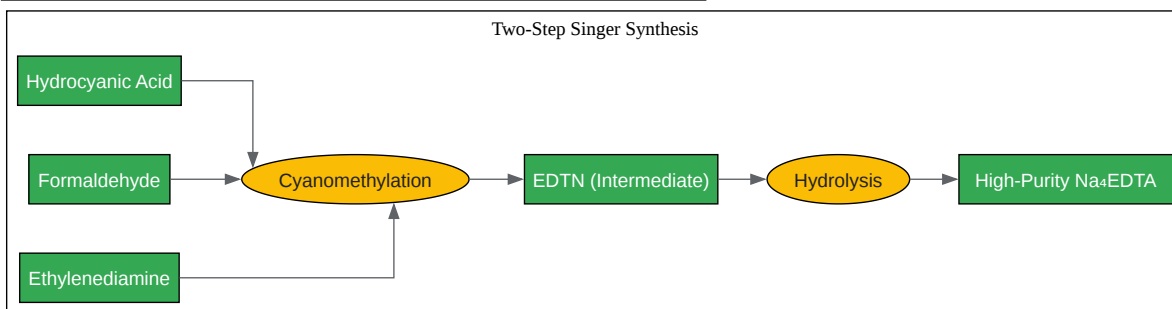 Two-Step Singer Synthesis
Hydrocyanic Acid
Formaldehyde
Cyanomethylation
EDTN (Intermediate)
Hydrolysis
High-Purity Na₄EDTA
Ethylenediamine